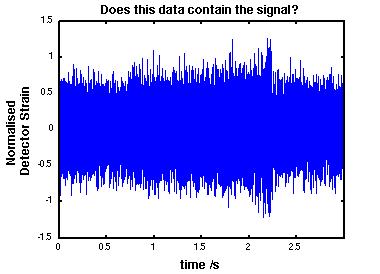 Does this data contain the signal?
1.5
1
0.5
0
-0.5
-1
-1.5
Normalised
Detector Strain
0 0.5 1 1.5 2 2.5
time /s